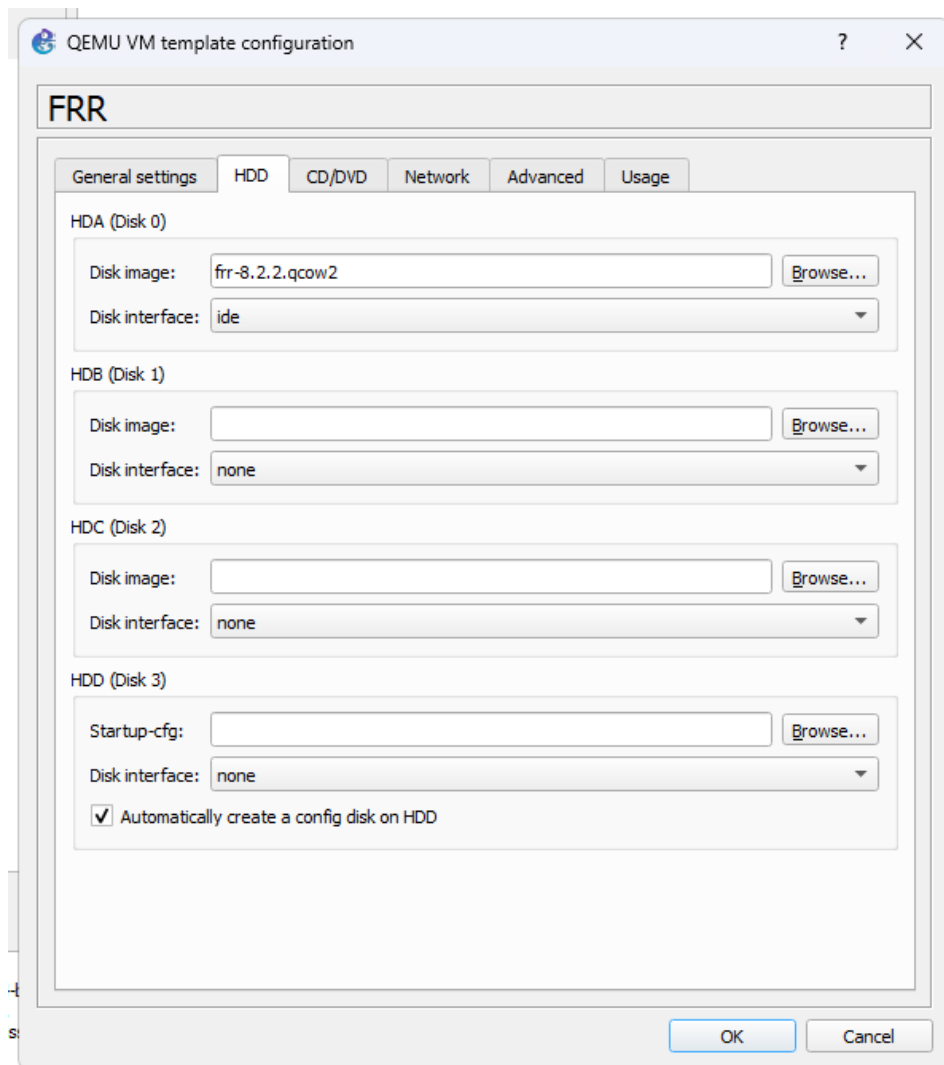 QEMU VM template configuration ? ×
FRR
General settings HDD CD/DVD Network Advanced Usage
HDA (Disk 0)
Disk image: frr-8.2.2.qcow2 Browse...
Disk interface: ide
HDB (Disk 1)
Disk image: Browse...
Disk interface: none
HDC (Disk 2)
Disk image: Browse...
Disk interface: none
HDD (Disk 3)
Startup-cfg: Browse...
Disk interface: none
Automatically create a config disk on HDD
OK Cancel